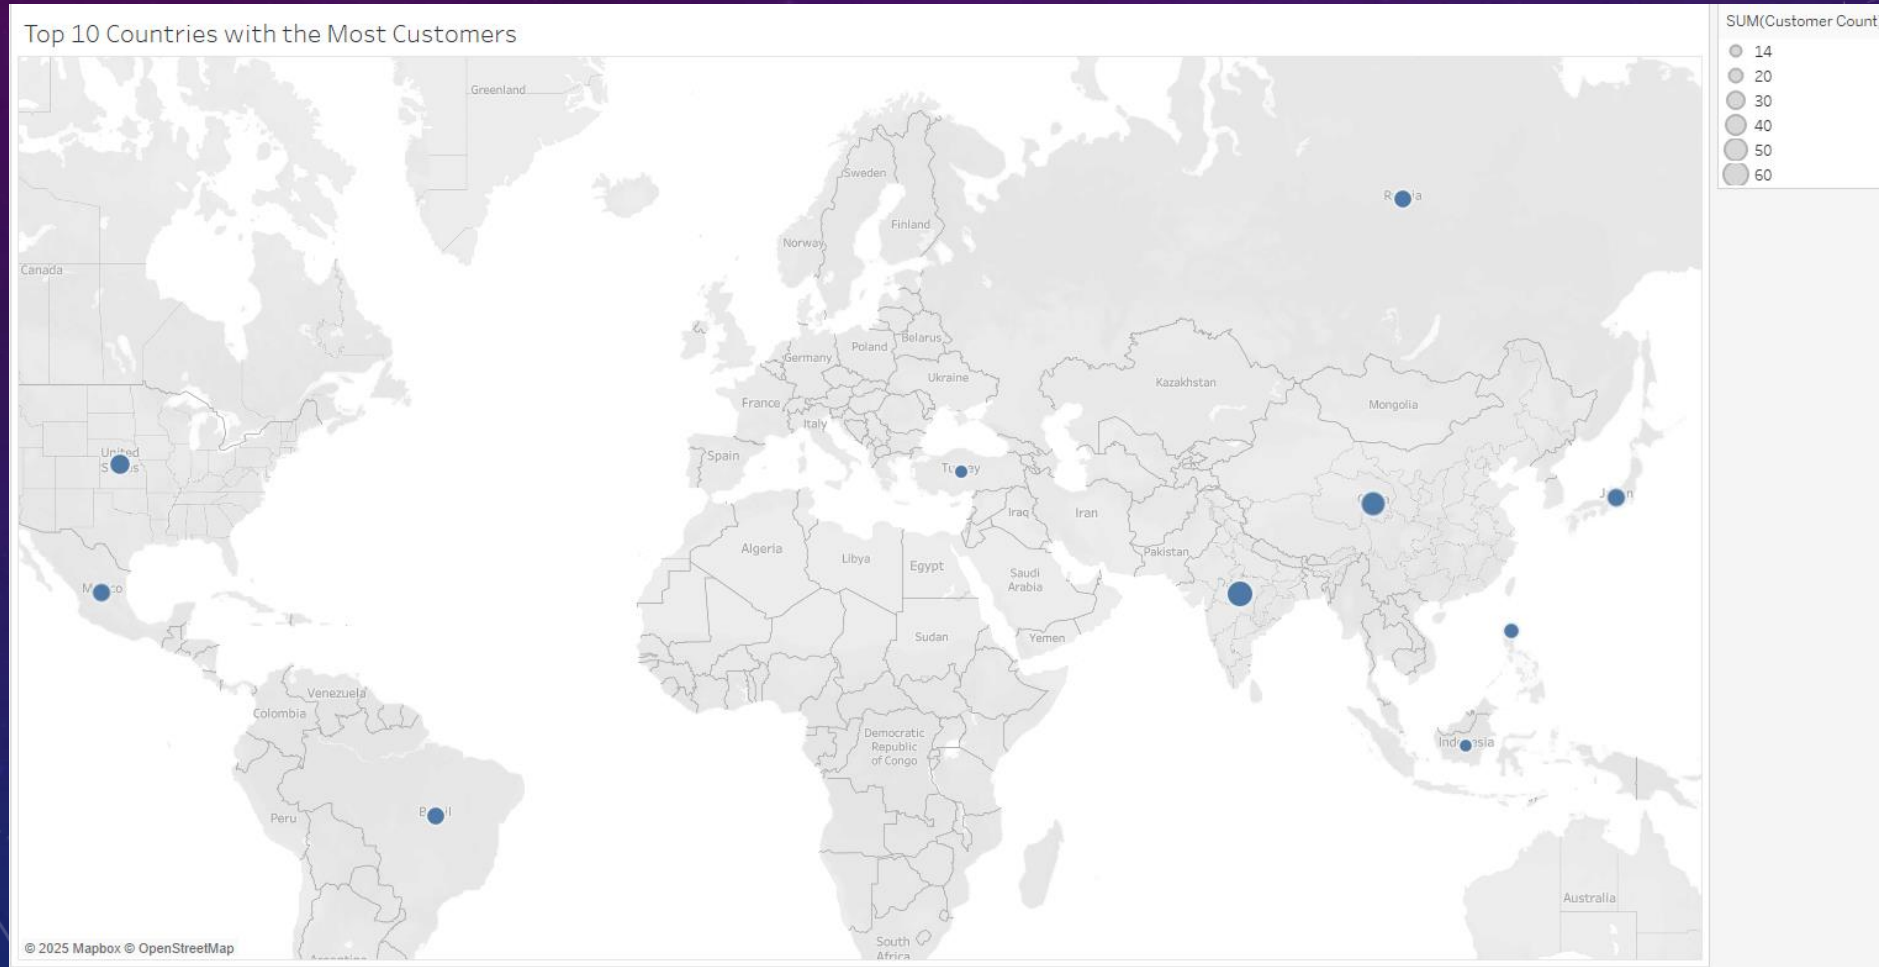 Top 10 Countries with the Most Customers
SUM(Customer Count
14
20
30
40
50
60
Greenland
Sweden
Finland
Norway
Canada
Belarus
Poland
Germany
Ukraine
Kazakhstan
France
Mongolia
Italy
United
Spain
Iraq
Iran
Algeria
Pakistan
Libya
Egypt
Saudi
Arabia
Sudan
Yemen
Venezuela
Colombia
Democratic
Republic
of Congo
Peru
Australia
South
Africa
© 2025 Mapbox © OpenStreetMap